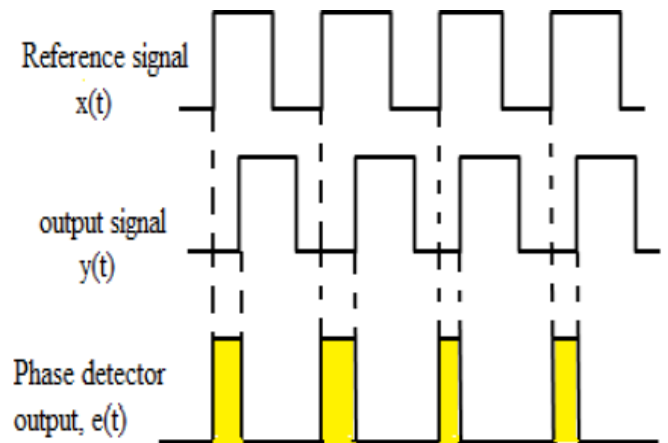 Reference signal
x(t)
output signal
y(t)
Phase detector
output, e(t)